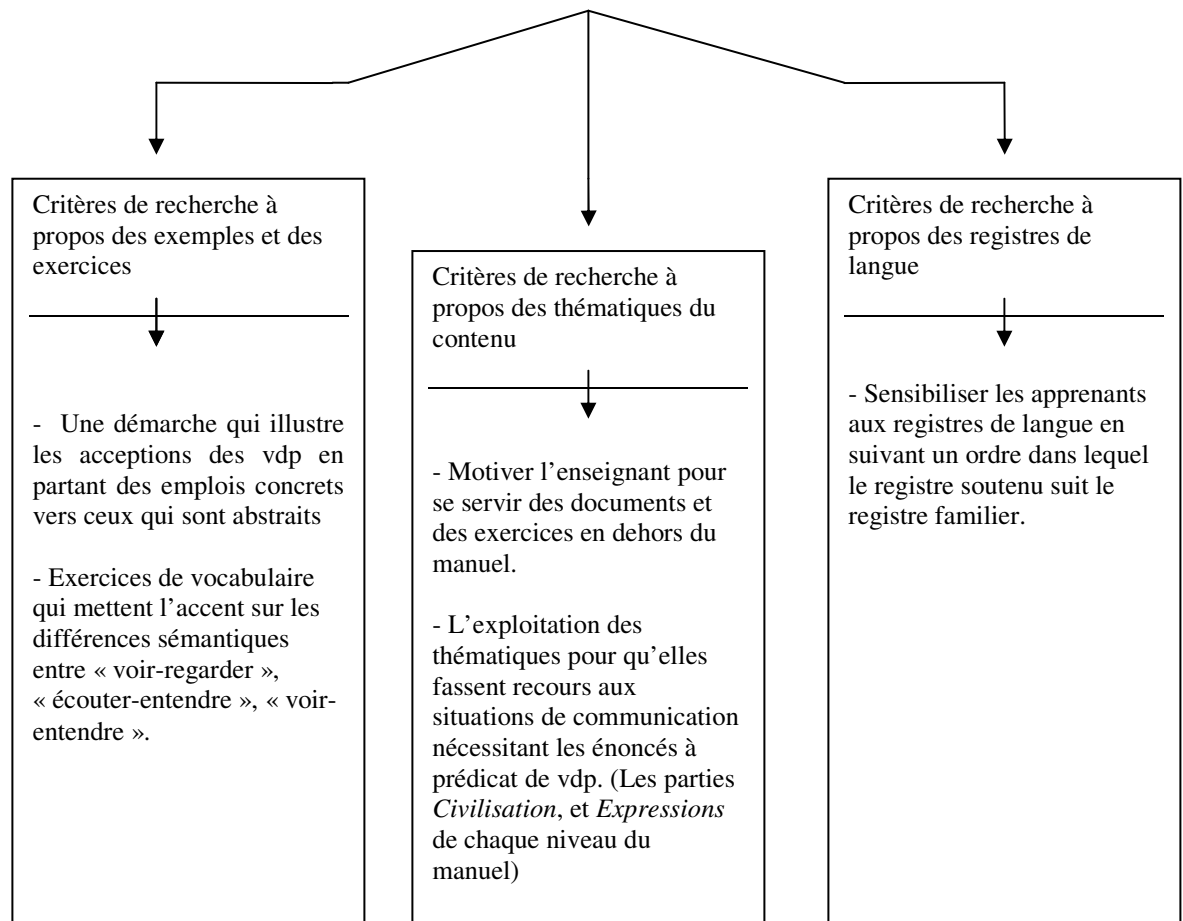 Critères de recherche à
propos des exemples et des
exercices
- Une démarche qui illustre
les acceptions des vdp en
partant des emplois concrets
vers ceux qui sont abstraits
- Exercices de vocabulaire
qui mettent l’accent sur les
différences sémantiques
entre « voir-regarder »,
« écouter-entendre », « voir-
entendre ».
Critères de recherche à
propos des thématiques du
contenu
- Motiver l’enseignant pour
se servir des documents et
des exercices en dehors du
manuel.
- L’exploitation des
thématiques pour qu’elles
fassent recours aux
situations de communication
nécessitant les énoncés à
prédicat de vdp. (Les parties
Civilisation, et Expressions
de chaque niveau du
manuel)
Critères de recherche à
propos des registres de
langue
- Sensibiliser les apprenants
aux registres de langue en
suivant un ordre dans lequel
le registre soutenu suit le
registre familier.